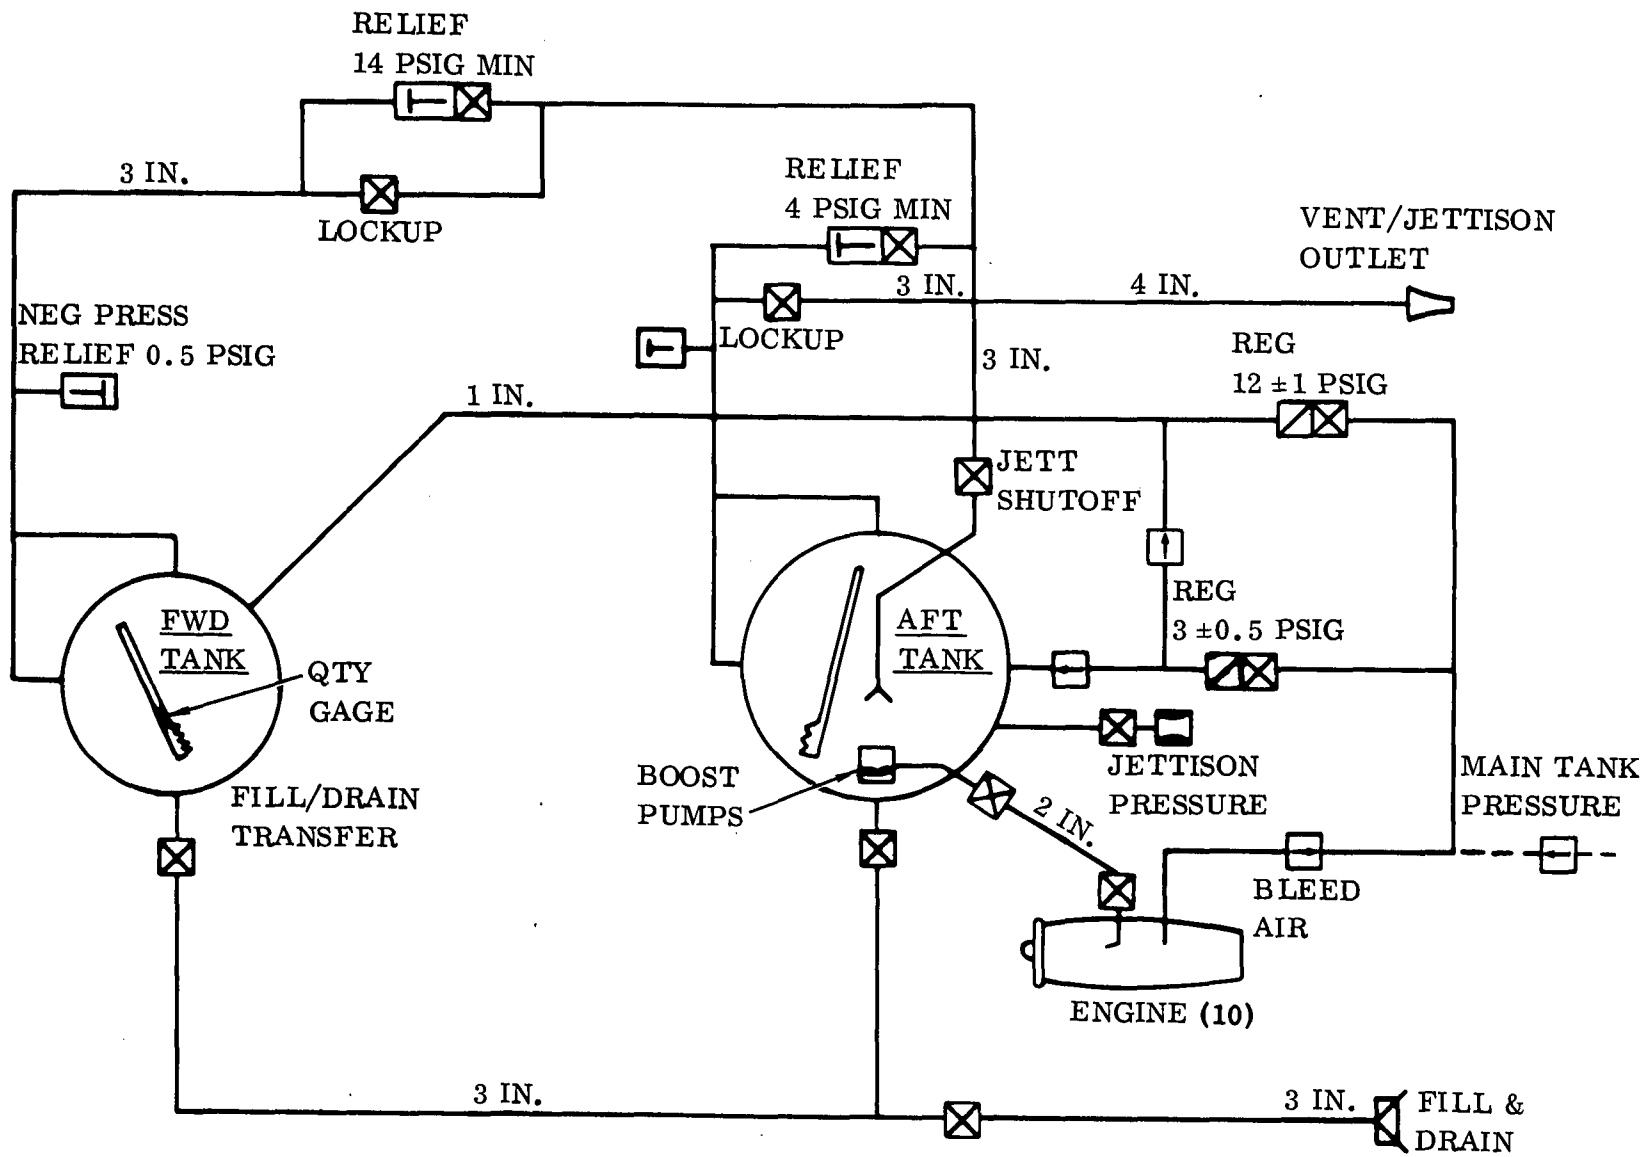 RELIEF
14 PSIG MIN
3 IN.
LOCKUP
RELIEF
4 PSIG MIN
VENT/JETTISON
OUTLET
3 IN.
4 IN.
NEG PRESS
RELIEF 0.5 PSIG
LOCKUP
3 IN.
REG
12 ±1 PSIG
1 IN.
JETT
SHUTOFF
REG
3 ±0.5 PSIG
FWD
TANK
AFT
TANK
QTY
GAGE
BOOST
PUMPS
JETTISON
PRESSURE
MAIN TANK
PRESSURE
FILL/DRAIN
TRANSFER
2 IN.
BLEED
AIR
ENGINE (10)
3 IN.
3 IN.
FILL &
DRAIN